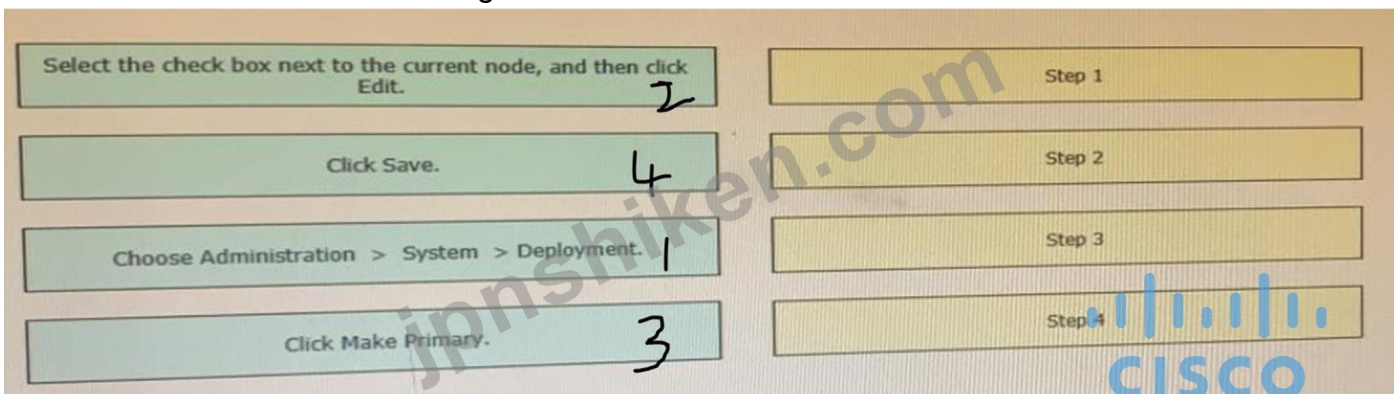 Select the check box next to the current node, and then click
Edit.
2
Step 1
Click Save.
4
Step 2
Choose Administration > System > Deployment.
1
Step 3
Click Make Primary.
3
Step 4
jpnshiken.com
CISCO